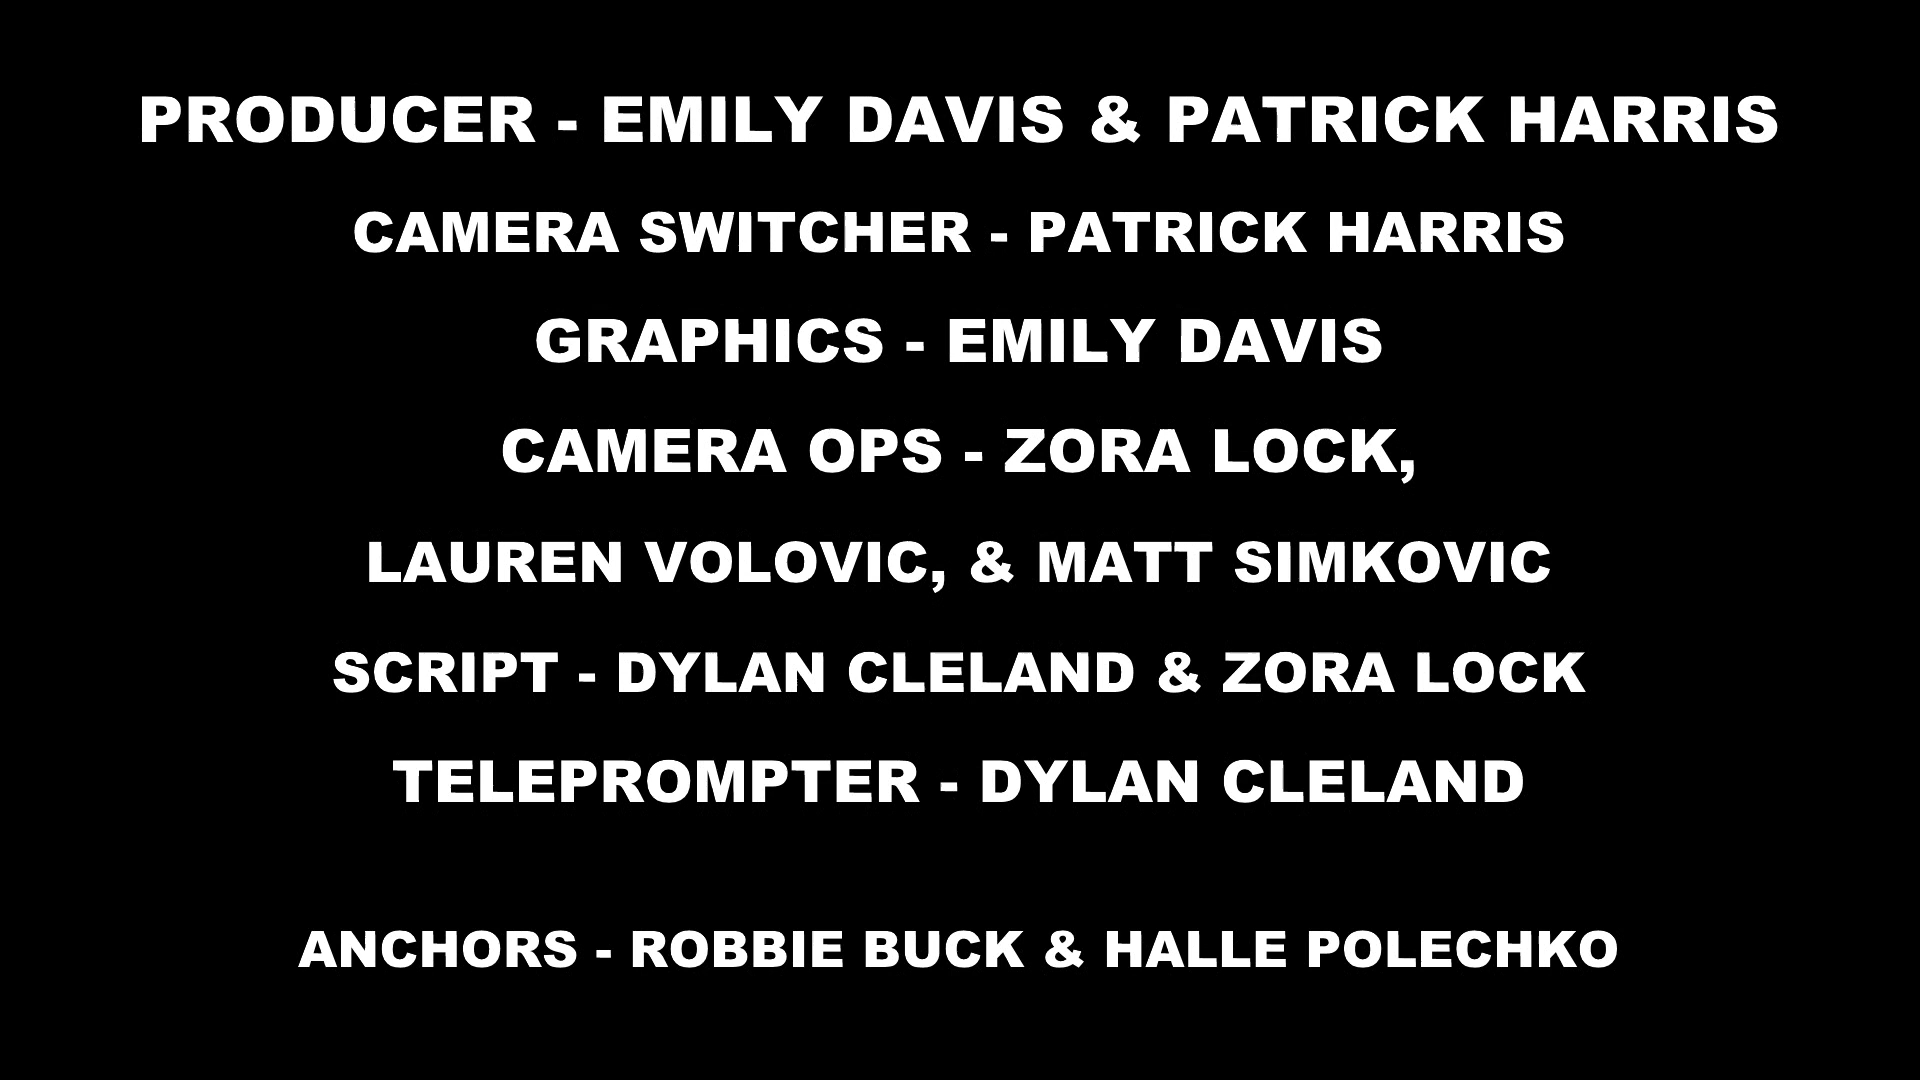 PRODUCER - EMILY DAVIS & PATRICK HARRIS
CAMERA SWITCHER - PATRICK HARRIS
GRAPHICS - EMILY DAVIS
CAMERA OPS - ZORA LOCK,
LAUREN VOLOVIC, & MATT SIMKOVIC
SCRIPT - DYLAN CLELAND & ZORA LOCK
TELEPROMPTER - DYLAN CLELAND
ANCHORS - ROBBIE BUCK & HALLE POLECHKO